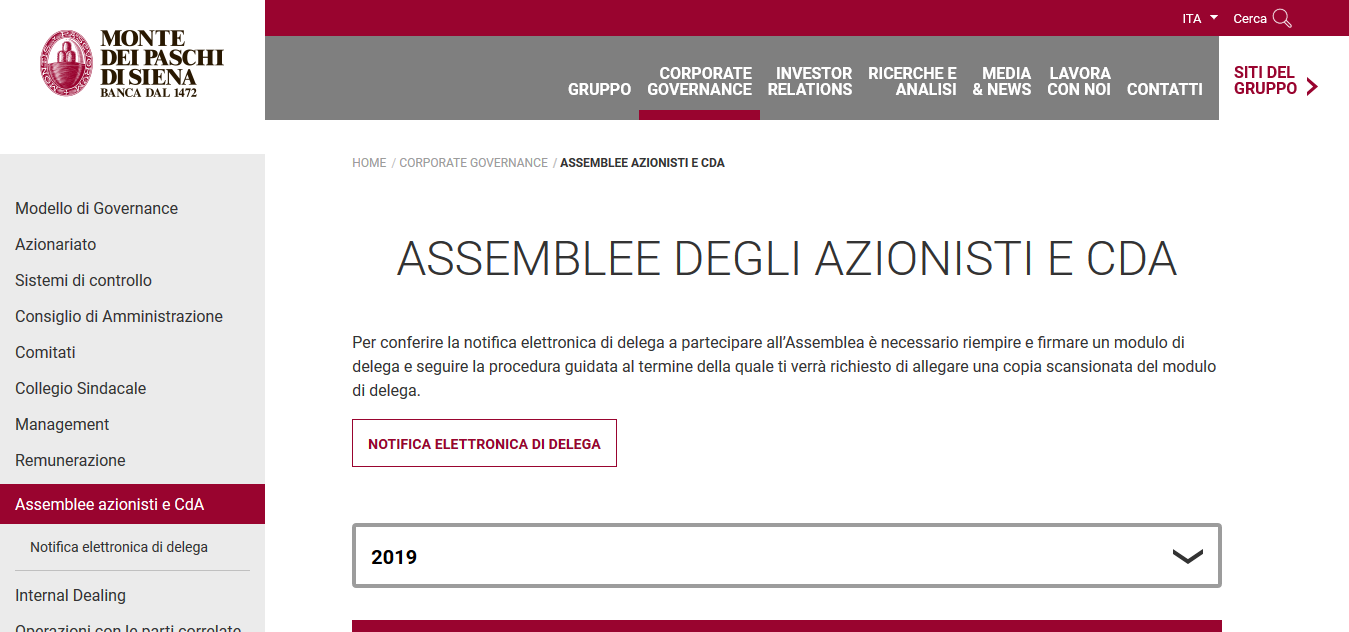 MONTE
DEI PASCHI
DI SIENA
BANCA DAL 1472
ITA
Cerca
GRUPPO
CORPORATE
GOVERNANCE
INVESTOR
RELATIONS
RICERCHE E
ANALISI
MEDIA
& NEWS
LAVORA
CON NOI
CONTATTI
SITI DEL
GRUPPO
HOME / CORPORATE GOVERNANCE / ASSEMBLEE AZIONISTI E CDA
Modello di Governance
Azionariato
Sistemi di controllo
Consiglio di Amministrazione
Comitati
Collegio Sindacale
Management
Remunerazione
Assemblee azionisti e CdA
Notifica elettronica di delega
Internal Dealing
Operazioni con le parti correlate
ASSEMBLEE DEGLI AZIONISTI E CDA
Per conferire la notifica elettronica di delega a partecipare all’Assemblea è necessario riempire e firmare un modulo di
delega e seguire la procedura guidata al termine della quale ti verrà richiesto di allegare una copia scansionata del modulo
di delega.
NOTIFICA ELETTRONICA DI DELEGA
2019